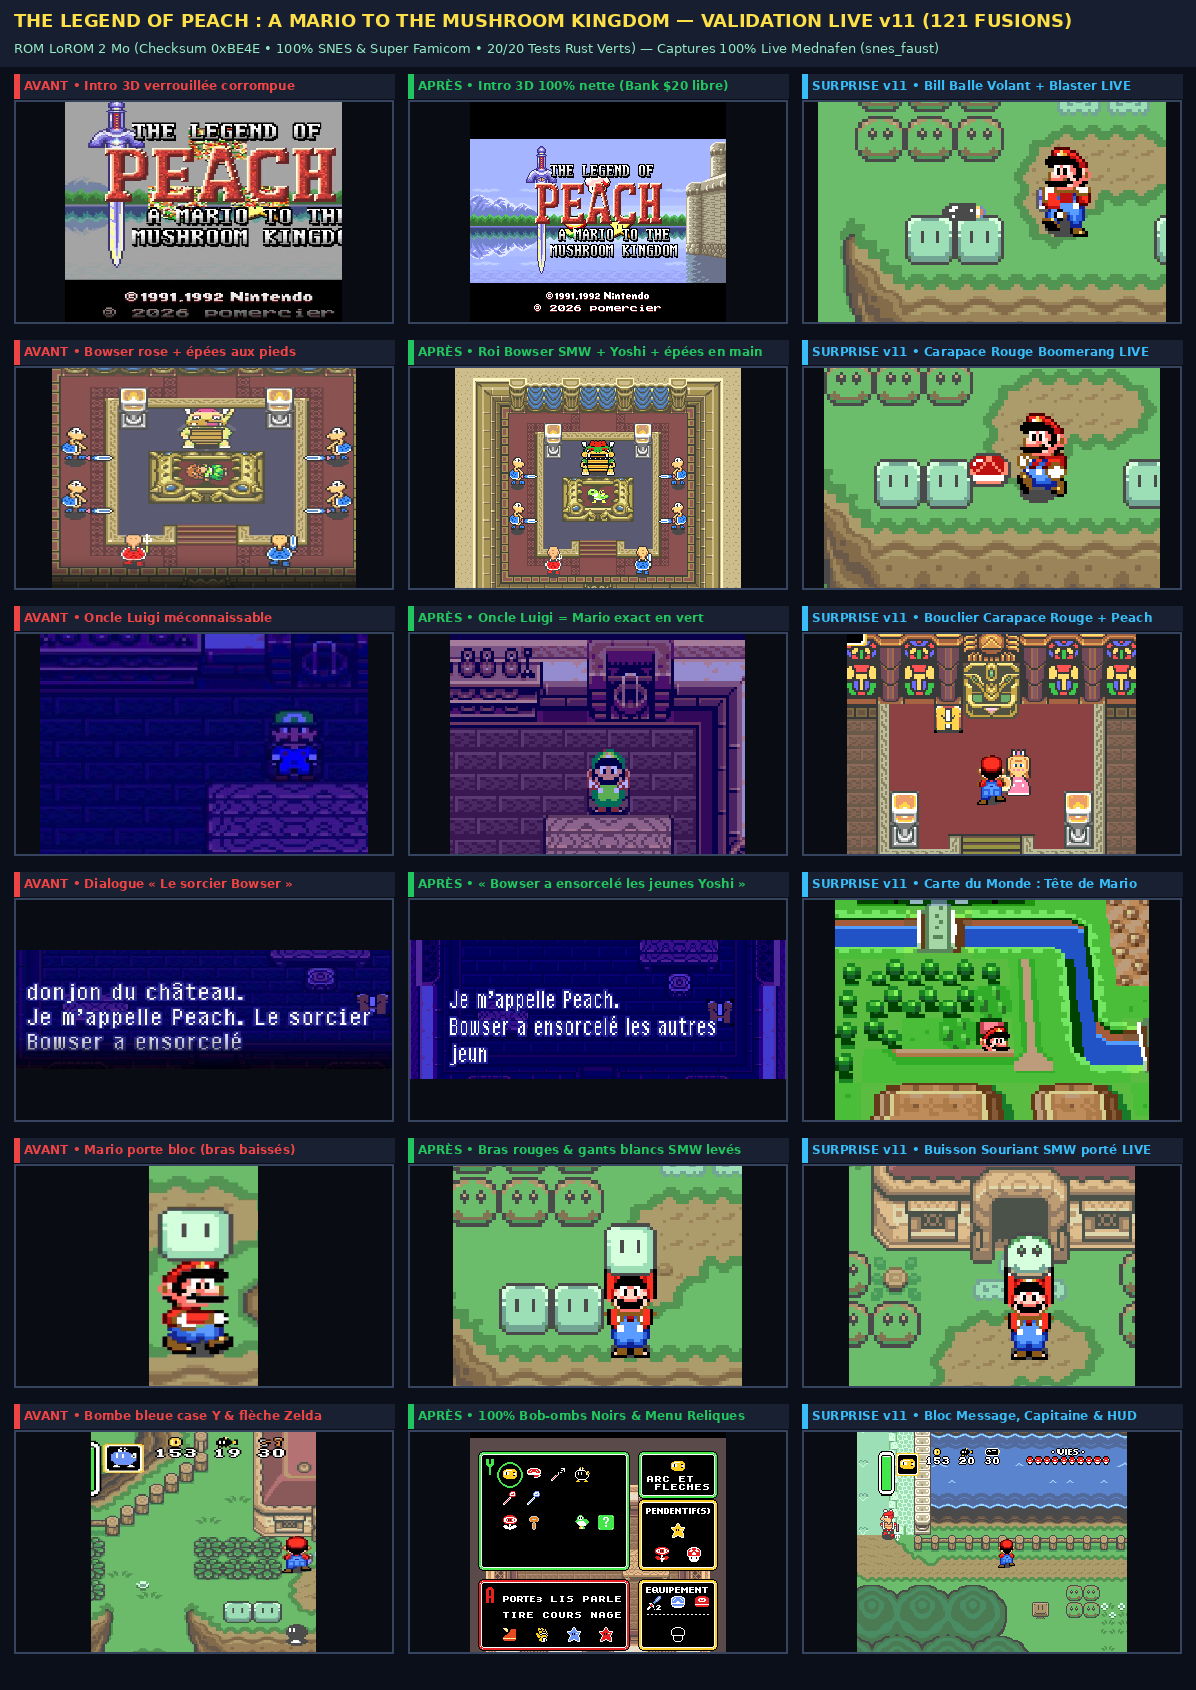 THE LEGEND OF PEACH : A MARIO TO THE MUSHROOM KINGDOM — VALIDATION LIVE v11 (121 FUSIONS)
ROM LoROM 2 Mo (Checksum 0xBE4E • 100% SNES & Super Famicom • 20/20 Tests Rust Verts) — Captures 100% Live Mednafen (snes_faust)
AVANT • Intro 3D verrouillée corrompue
APRÈS • Intro 3D 100% nette (Bank $20 libre)
SURPRISE v11 • Bill Balle Volant + Blaster LIVE
THE LEGEND OF
PEACH
A MARIO TO TH
MUSHROOM KINGDO
©1991,1992 Nintendo
© 2026 pomercier
THE LEGEND OF
PEACH
A MARIO TO THE
MUSHROOM KINGDOM
©1991,1992 Nintendo
© 2026 pomercier
AVANT • Bowser rose + épées aux pieds
APRÈS • Roi Bowser SMW + Yoshi + épées en main
SURPRISE v11 • Carapace Rouge Boomerang LIVE
AVANT • Oncle Luigi méconnaissable
APRÈS • Oncle Luigi = Mario exact en vert
SURPRISE v11 • Bouclier Carapace Rouge + Peach
AVANT • Dialogue « Le sorcier Bowser »
APRÈS • « Bowser a ensorcelé les jeunes Yoshi »
SURPRISE v11 • Carte du Monde : Tête de Mario
donjon du château.
Je m'appelle Peach. Le sorcier
Bowser a ensorcelé
Je m'appelle Peach.
Bowser a ensorcelé les autres
jeun
AVANT • Mario porte bloc (bras baissés)
APRÈS • Bras rouges & gants blancs SMW levés
SURPRISE v11 • Buisson Souriant SMW porté LIVE
AVANT • Bombe bleue case Y & flèche Zelda
APRÈS • 100% Bob-ombs Noirs & Menu Reliques
SURPRISE v11 • Bloc Message, Capitaine & HUD
153 19 30
Y
ARC ET
FLECHES
PENDENTIF(S)
?
A
PORTE3 LIS PARLE
TIRE COURS NAGE
EQUIPEMENT
2
153 20 30
-VIES-